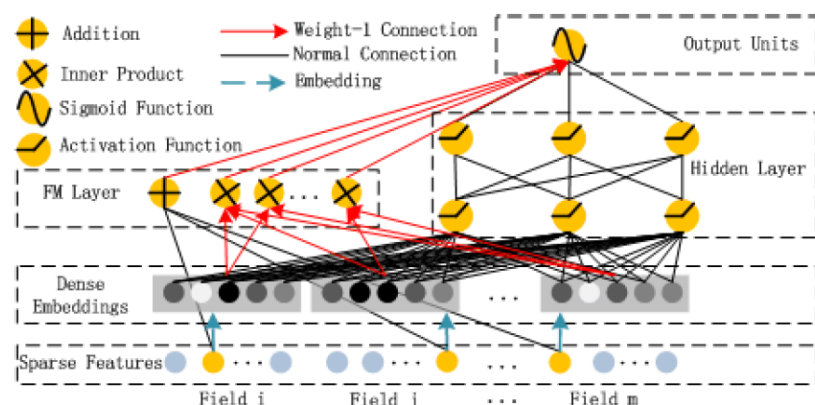 Addition
Inner Product
Sigmoid Function
Activation Function
Weight-1 Connection
Normal Connection
Embedding
Output Units
Hidden Layer
FM Layer
. . .
Dense
Embeddings
...
Sparse Features
... ... ... ... ...
Field i Field j ... Field m